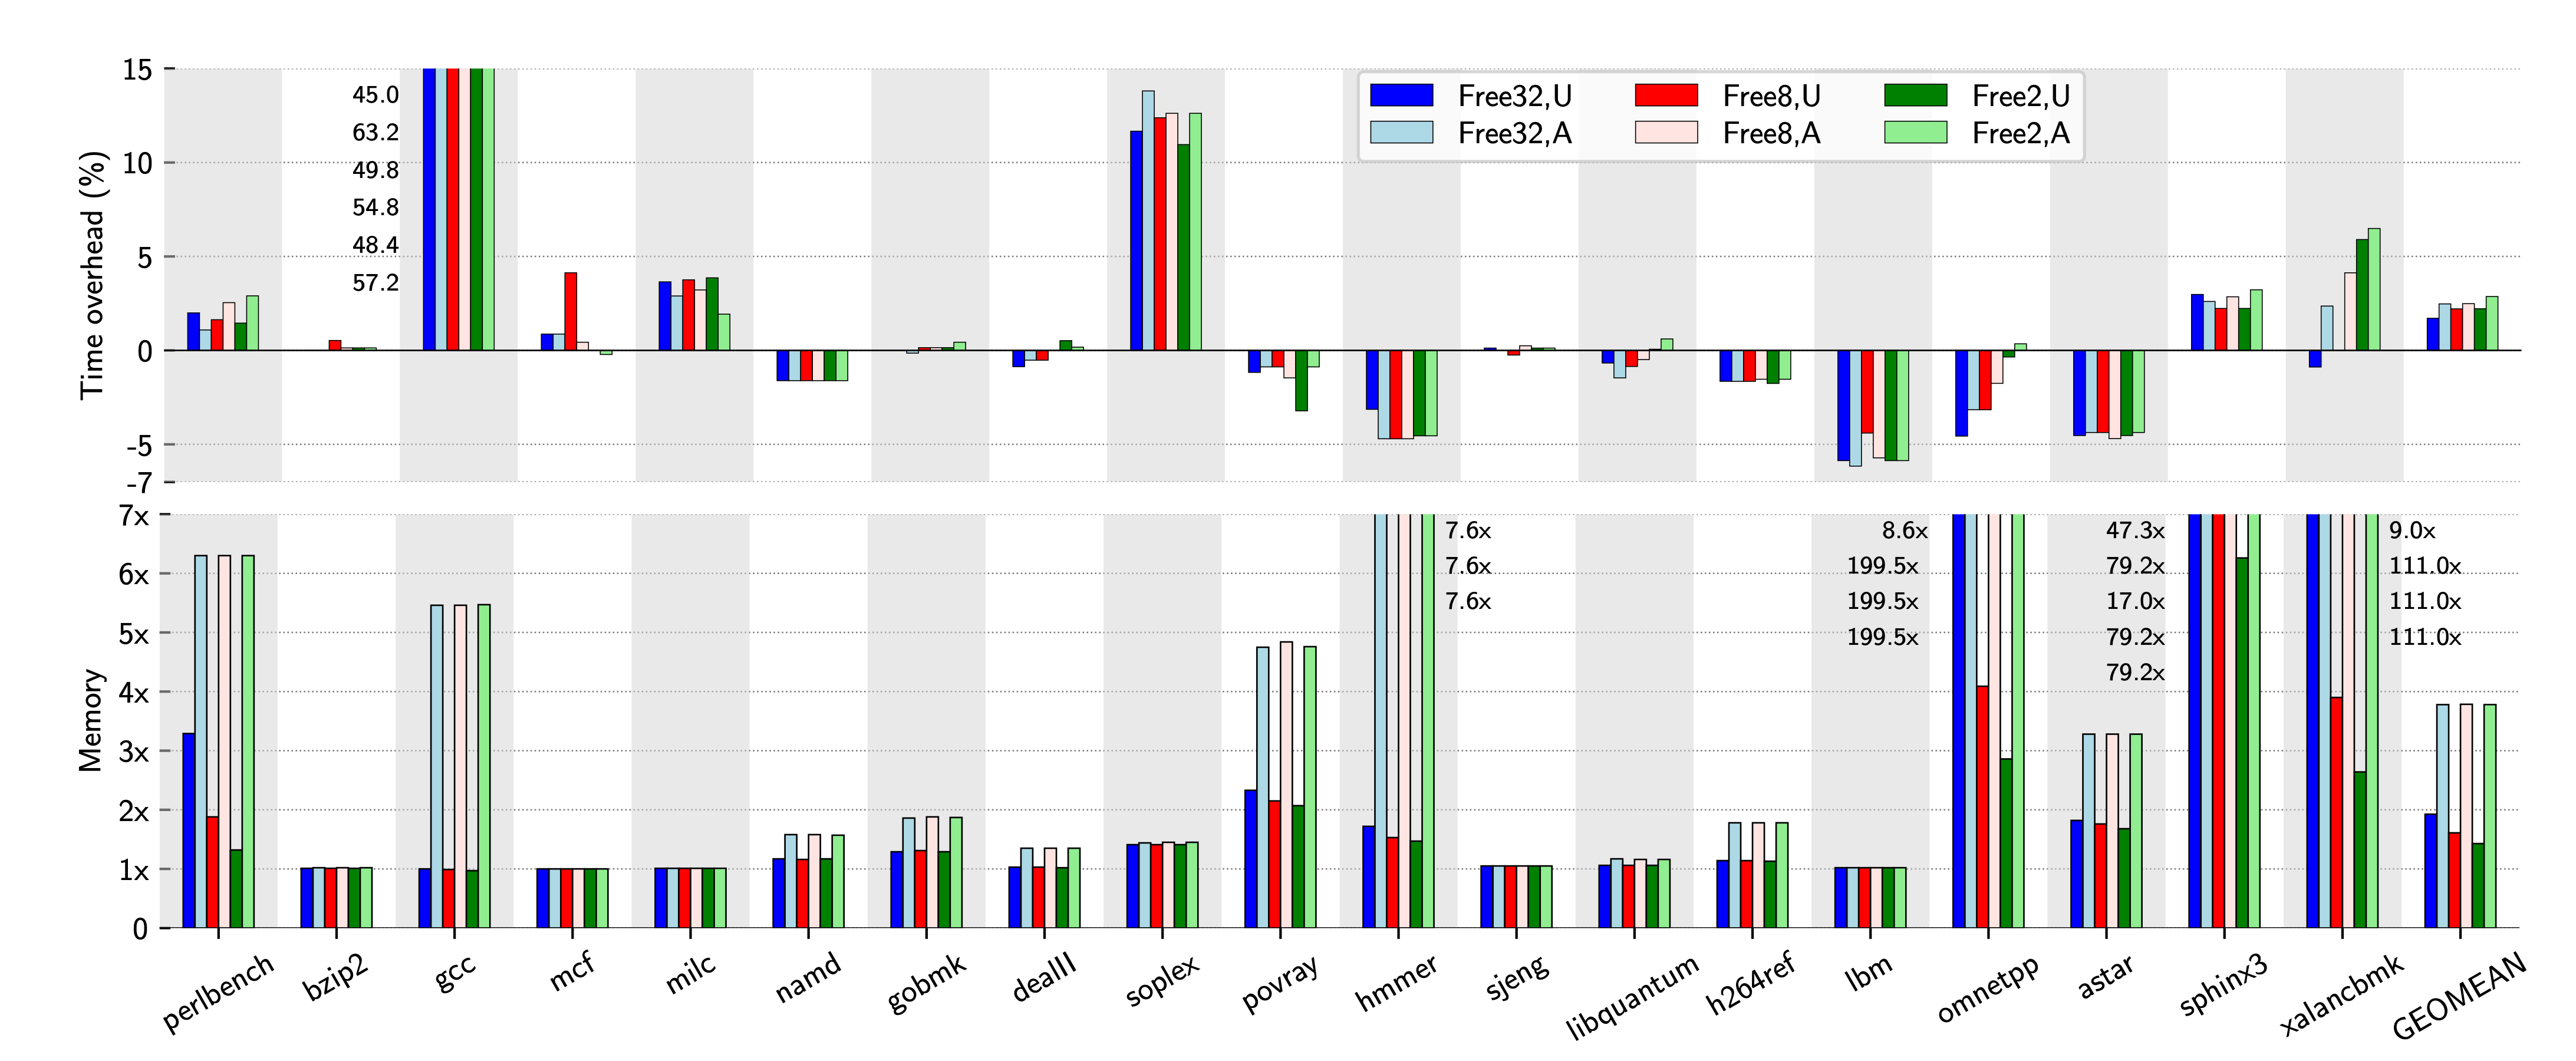 Time overhead (%)
15
10
5
0
-5
-7
45.0
63.2
49.8
54.8
48.4
57.2
Free32,U Free8,U Free2,U
Free32,A Free8,A Free2,A
Memory
7x
6x
5x
4x
3x
2x
1x
0
7.6x
7.6x
7.6x
8.6x
199.5x
199.5x
199.5x
47.3x
79.2x
17.0x
79.2x
79.2x
9.0x
111.0x
111.0x
111.0x
perlbench bzip2 gcc mcf milc namd gobmk dealII soplex povray hmmer sjeng libquantum h264ref lbm omnetpp astar sphinx3 xalancbmk GEOMEAN